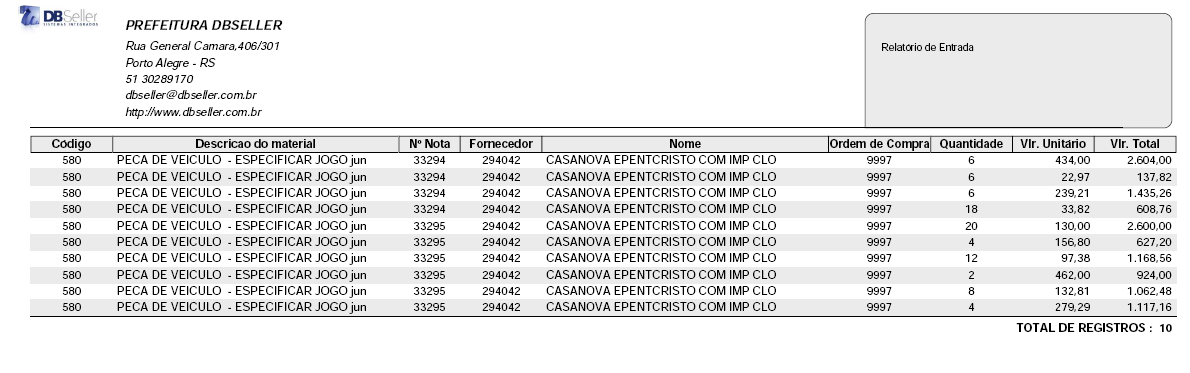 DBSeller
SISTEMAS INTEGRADOS
PREFEITURA DBSELLER
Rua General Camara,406/301
Porto Alegre - RS
51 30289170
dbseller@dbseller.com.br
http://www.dbseller.com.br
Relatório de Entrada
Código Descricao do material Nº Nota Fornecedor Nome Ordem de Compra Quantidade Vlr. Unitário Vlr. Total
580 PECA DE VEICULO - ESPECIFICAR JOGO jun 33294 294042 CASANOVA EPENTCRISTO COM IMP CLO 9997 6 434,00 2.604,00
580 PECA DE VEICULO - ESPECIFICAR JOGO jun 33294 294042 CASANOVA EPENTCRISTO COM IMP CLO 9997 6 22,97 137,82
580 PECA DE VEICULO - ESPECIFICAR JOGO jun 33294 294042 CASANOVA EPENTCRISTO COM IMP CLO 9997 6 239,21 1.435,26
580 PECA DE VEICULO - ESPECIFICAR JOGO jun 33294 294042 CASANOVA EPENTCRISTO COM IMP CLO 9997 18 33,82 608,76
580 PECA DE VEICULO - ESPECIFICAR JOGO jun 33295 294042 CASANOVA EPENTCRISTO COM IMP CLO 9997 20 130,00 2.600,00
580 PECA DE VEICULO - ESPECIFICAR JOGO jun 33295 294042 CASANOVA EPENTCRISTO COM IMP CLO 9997 4 156,80 627,20
580 PECA DE VEICULO - ESPECIFICAR JOGO jun 33295 294042 CASANOVA EPENTCRISTO COM IMP CLO 9997 12 97,38 1.168,56
580 PECA DE VEICULO - ESPECIFICAR JOGO jun 33295 294042 CASANOVA EPENTCRISTO COM IMP CLO 9997 2 462,00 924,00
580 PECA DE VEICULO - ESPECIFICAR JOGO jun 33295 294042 CASANOVA EPENTCRISTO COM IMP CLO 9997 8 132,81 1.062,48
580 PECA DE VEICULO - ESPECIFICAR JOGO jun 33295 294042 CASANOVA EPENTCRISTO COM IMP CLO 9997 4 279,29 1.117,16
TOTAL DE REGISTROS : 10